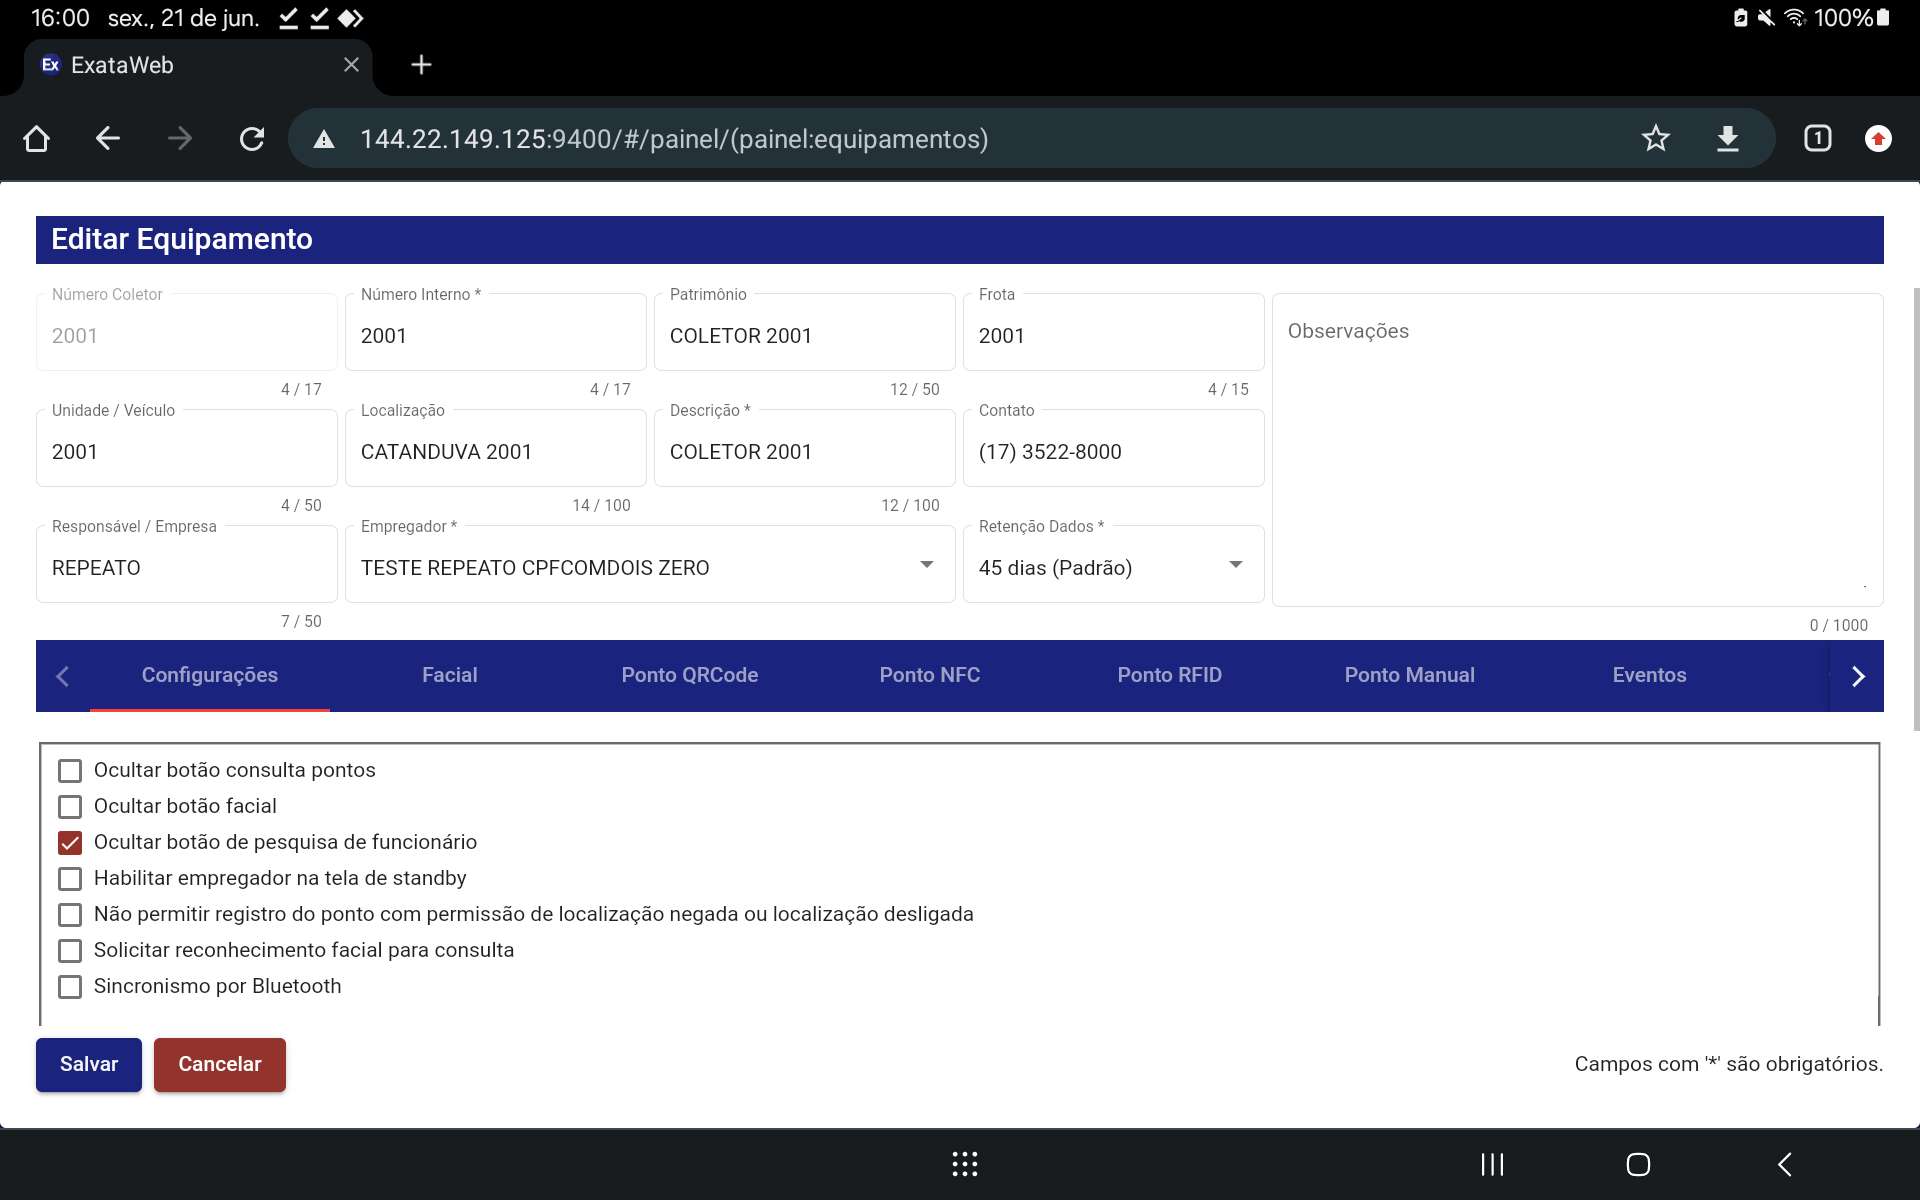 16:00 sex., 21 de jun. 100%
Ex ExataWeb
144.22.149.125:9400/#/painel/(painel:equipamentos) 1
Editar Equipamento
Número Coletor Número Interno * Patrimônio Frota
2001 2001 COLETOR 2001 2001 Observações
4 / 17 4 / 17 12 / 50 4 / 15
Unidade / Veículo Localização Descrição * Contato
2001 CATANDUVA 2001 COLETOR 2001 (17) 3522-8000
4 / 50 14 / 100 12 / 100
Responsável / Empresa Empregador * Retenção Dados *
REPEATO TESTE REPEATO CPFCOMDOIS ZERO 45 dias (Padrão)
7 / 50 0 / 1000
Configurações Facial Ponto QRCode Ponto NFC Ponto RFID Ponto Manual Eventos
Ocultar botão consulta pontos
Ocultar botão facial
Ocultar botão de pesquisa de funcionário
Habilitar empregador na tela de standby
Não permitir registro do ponto com permissão de localização negada ou localização desligada
Solicitar reconhecimento facial para consulta
Sincronismo por Bluetooth
Salvar Cancelar Campos com '*' são obrigatórios.